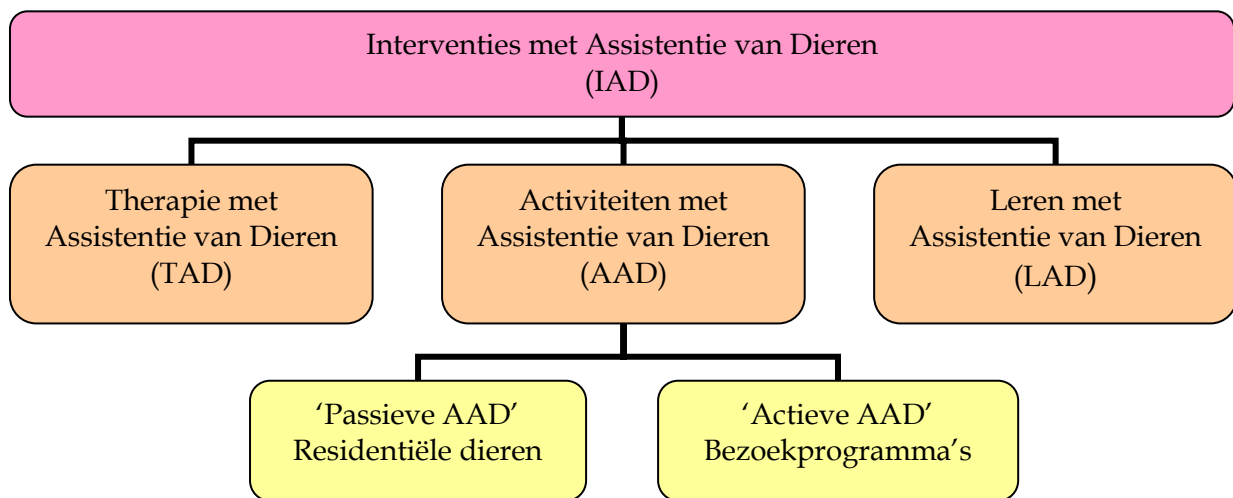 Interventies met Assistentie van Dieren
(IAD)
Therapie met
Assistentie van Dieren
(TAD)
Activiteiten met
Assistentie van Dieren
(AAD)
Leren met
Assistentie van Dieren
(LAD)
‘Passieve AAD’
Residentiële dieren
‘Actieve AAD’
Bezoekprogramma’s